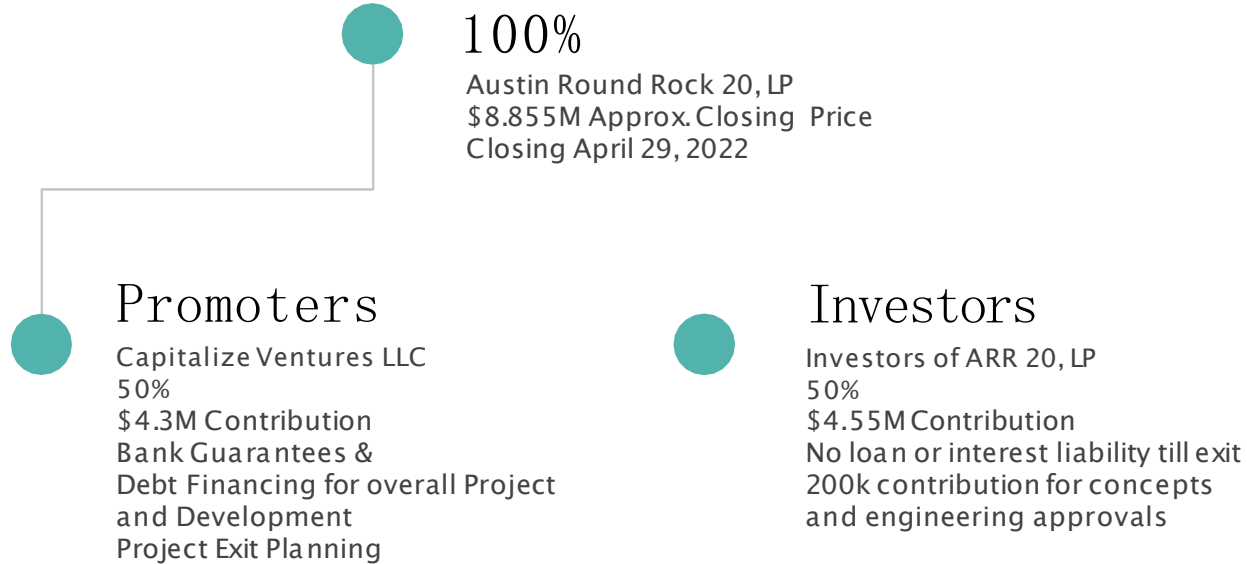 100%
Austin Round Rock 20, LP
$8.855M Approx. Closing Price
Closing April 29, 2022
Promoters
Capitalize Ventures LLC
50%
$4.3M Contribution
Bank Guarantees &
Debt Financing for overall Project
and Development
Project Exit Planning
Investors
Investors of ARR 20, LP
50%
$4.55M Contribution
No loan or interest liability till exit
200k contribution for concepts
and engineering approvals